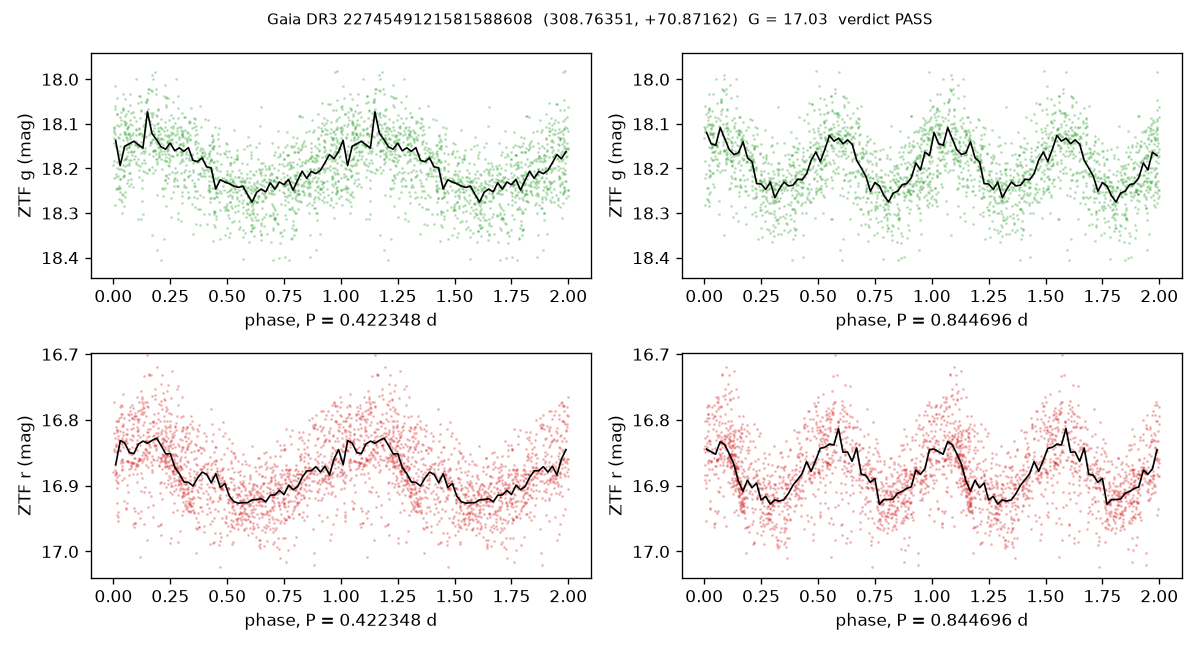 Gaia DR3 2274549121581588608  (308.76351, +70.87162)  G = 17.03  verdict PASS
ZTF g (mag)
18.0
18.1
18.2
18.3
18.4
0.00 0.25 0.50 0.75 1.00 1.25 1.50 1.75 2.00
phase, P = 0.422348 d
ZTF g (mag)
18.0
18.1
18.2
18.3
18.4
0.00 0.25 0.50 0.75 1.00 1.25 1.50 1.75 2.00
phase, P = 0.844696 d
ZTF r (mag)
16.7
16.8
16.9
17.0
0.00 0.25 0.50 0.75 1.00 1.25 1.50 1.75 2.00
phase, P = 0.422348 d
ZTF r (mag)
16.7
16.8
16.9
17.0
0.00 0.25 0.50 0.75 1.00 1.25 1.50 1.75 2.00
phase, P = 0.844696 d